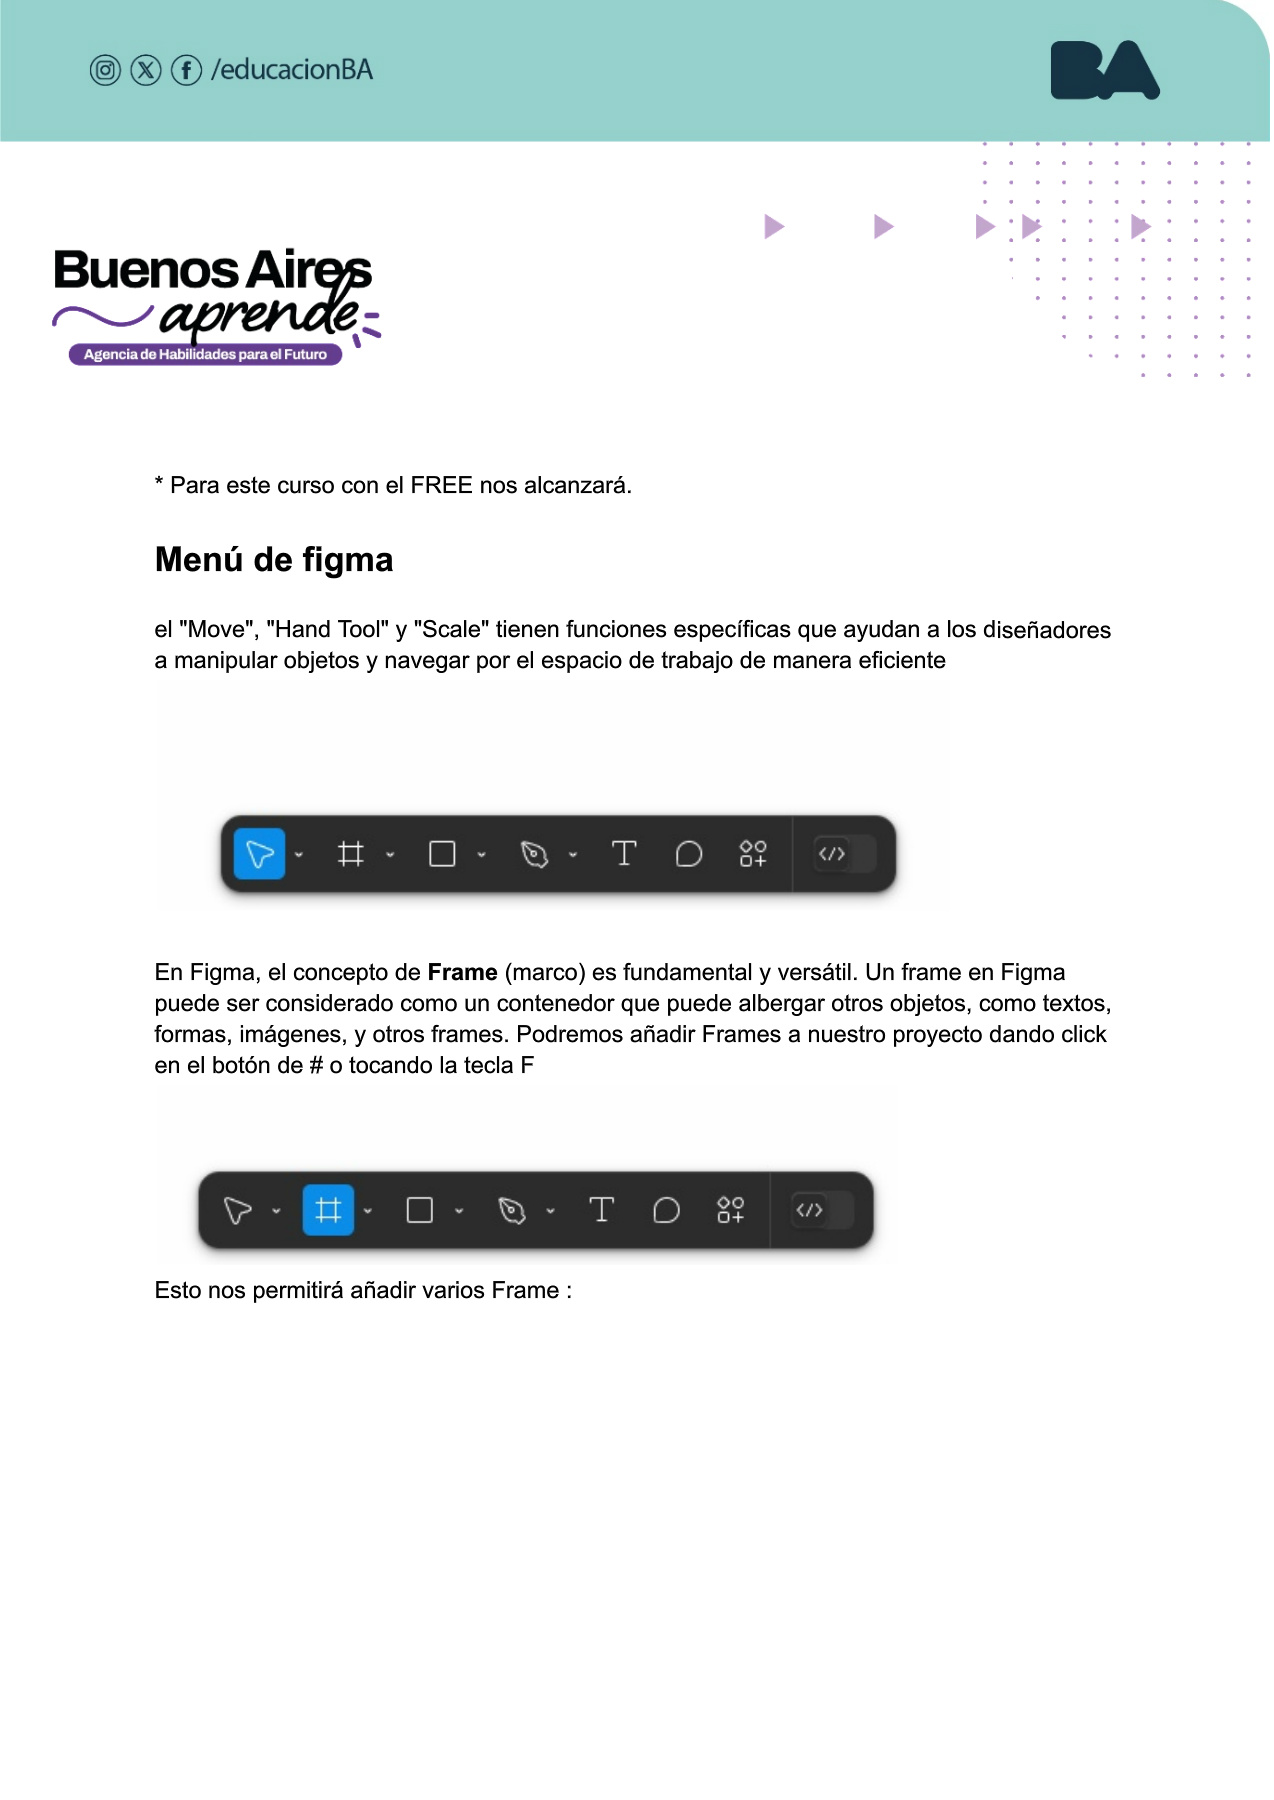 /educacionBA
BA
Buenos Aires
aprende
Agencia de Habilidades para el Futuro
* Para este curso con el FREE nos alcanzará.
Menú de figma
el "Move", "Hand Tool" y "Scale" tienen funciones específicas que ayudan a los diseñadores
a manipular objetos y navegar por el espacio de trabajo de manera eficiente
En Figma, el concepto de Frame (marco) es fundamental y versátil. Un frame en Figma
puede ser considerado como un contenedor que puede albergar otros objetos, como textos,
formas, imágenes, y otros frames. Podremos añadir Frames a nuestro proyecto dando click
en el botón de # o tocando la tecla F
Esto nos permitirá añadir varios Frame :